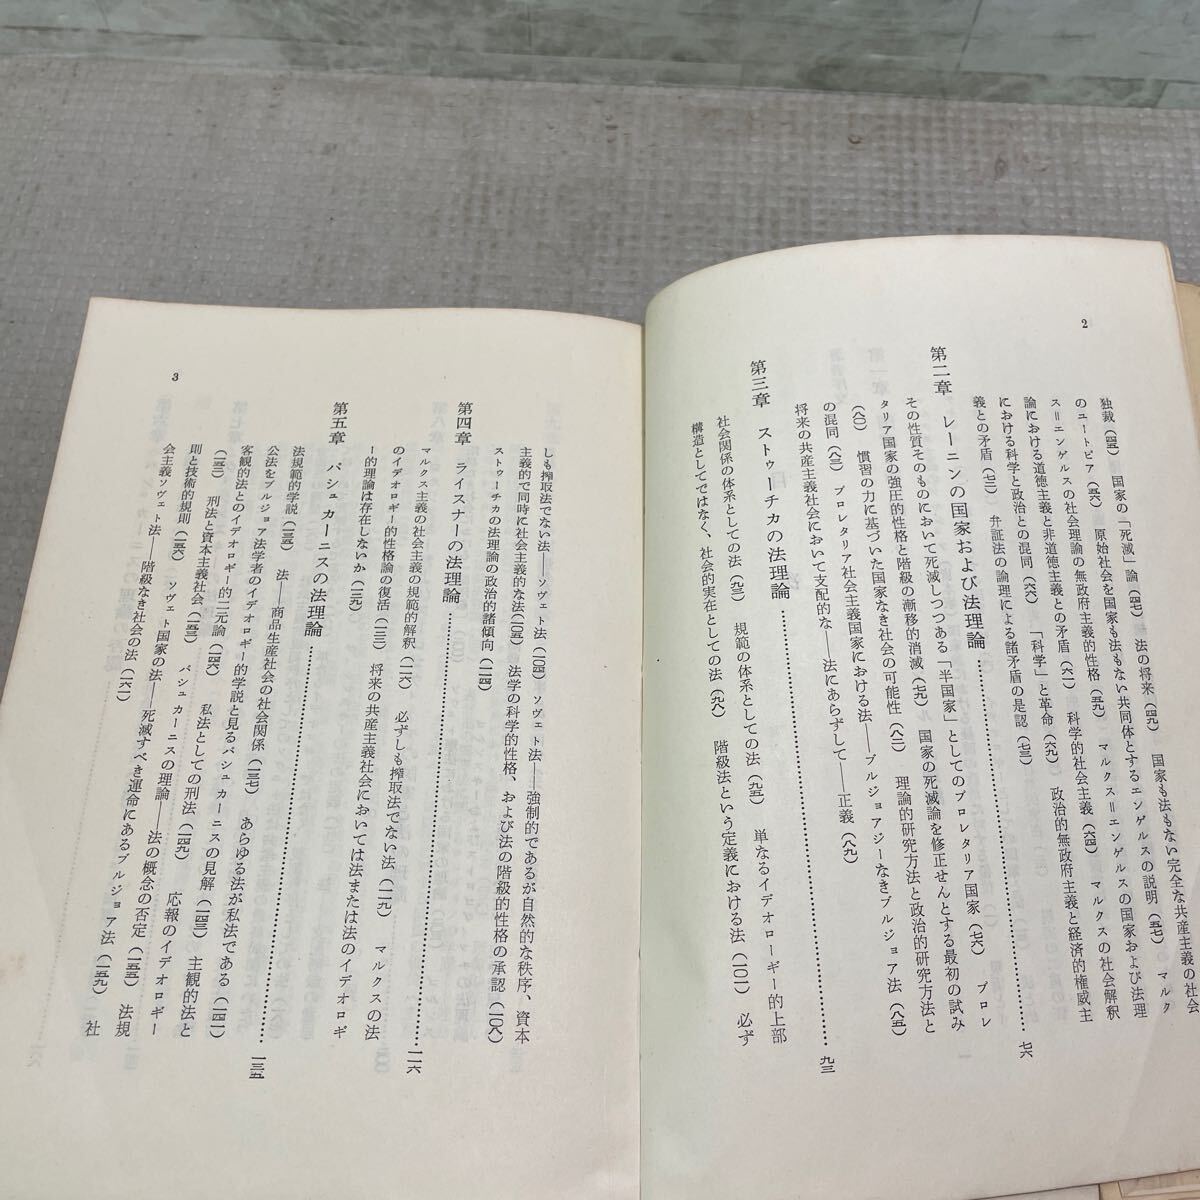 2
独裁(四五) 国家の「死滅」論(四七) 法の将来(四九) 国家も法もない完全な正義の社会
のユートピア(五六) 原始社会を国家も法もない共同体とするエンゲルスの説明(五七) マルク
ス＝エンゲルスの社会理論の無政府主義的性格(五九) マルクス＝エンゲルスの国家および法理
論における道徳主義と非道徳主義との矛盾(六二) 科学的社会主義(六四) マルクスの社会解釈
における科学と政治との混同(六六) 「科学」と革命(六九) 政治的無政府主義と経済的権威主
義との矛盾(七二) 弁証法の論理による諸矛盾の是認(七三)
第二章 レーニンの国家および法理論……七六
その性質そのものにおいて死滅しつつある「半国家」としてのプロレタリア国家(七六) プロレ
タリア国家の強圧的性格と階級の漸移的消滅(七九) 国家の死滅論を修正せんとする最初の試み
(八〇) 慣習の力に基づいた国家なき社会の可能性(八二) 理論的研究方法と政治的研究方法と
の混同(八三) プロレタリア社会主義国家における法——ブルジョアジーなきブルジョア法(八五)
将来の共産主義社会において支配的な——法にあらずして——正義(八九)
第三章 ストゥーチカの法理論……九三
社会関係の体系としての法(九三) 規範の体系としての法(九五) 単なるイデオローギー的上部
構造としてではなく、社会的実在としての法(九八) 階級法という定義における法(一〇二) 必ず
しも搾取法でない法——ソヴェト法(一〇四) ソヴェト法——強制的であるが自然的な秩序、資本
主義的で同時に社会主義的な法(一〇五) 法学の科学的性格、および法の階級的性格の承認(一〇八)
ストゥーチカの法理論の政治的諸傾向(一一四)
第四章 ライスナーの法理論……一一六
マルクス主義の社会主義の規範的解釈(一一六) 必ずしも搾取法でない法(一一九) マルクスの法
のイデオロギー的性格論の復活(一二三) 将来の共産主義社会においては法または法のイデオロギ
ー的理論は存在しないか(一二九)
第五章 パシュカーニスの法理論……一三五
法規範的学説(一三五) 法——商品生産社会の社会関係(一三七) あらゆる法が私法である(一四一)
公法をブルジョア法学者のイデオロギー的学説と見るパシュカーニスの見解(一四三) 主観的法と
客観的法とのイデオロギー的二元論(一四六) 私法としての刑法(一四九) 応報のイデオロギー
(一五二) 刑法と資本主義社会(一五三) パシュカーニスの理論——法の概念の否定(一五五) 法規
則と技術的規則(一五六) ソヴェト国家の法——死滅すべき運命にあるブルジョア法(一五九) 社
会主義ソヴェト法——階級なき社会の法(一六一)
3